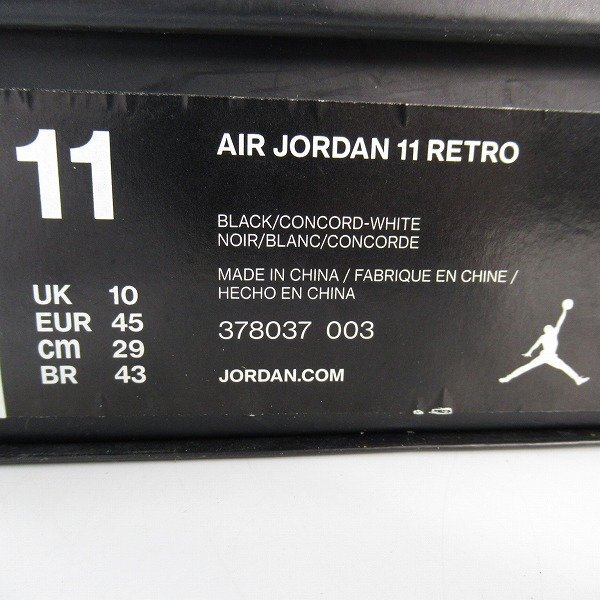 11
AIR JORDAN 11 RETRO
BLACK/CONCORD-WHITE
NOIR/BLANC/CONCORDE
MADE IN CHINA / FABRIQUE EN CHINE /
HECHO EN CHINA
UK 10
EUR 45
cm 29
BR 43
378037 003
JORDAN.COM